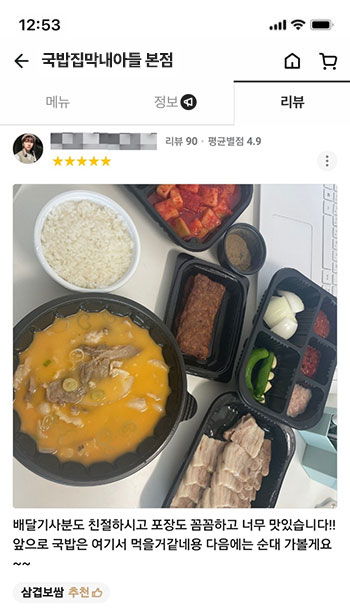 12:53
국밥집막내아들 본점
메뉴
정보
리뷰
리뷰 90 · 평균별점 4.9
배달기사분도 친절하시고 포장도 꼼꼼하고 너무 맛있습니다!!
앞으로 국밥은 여기서 먹을거같네용 다음에는 순대 가볼게요
~~
삼겹보쌈 추천